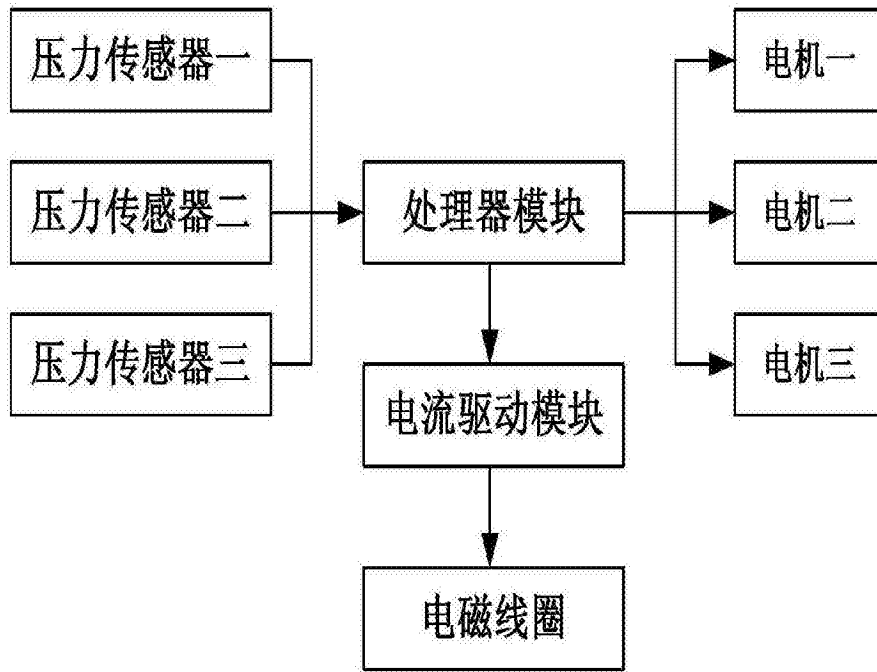 压力传感器一
电机一
压力传感器二
处理器模块
电机二
压力传感器三
电机三
电流驱动模块
电磁线圈